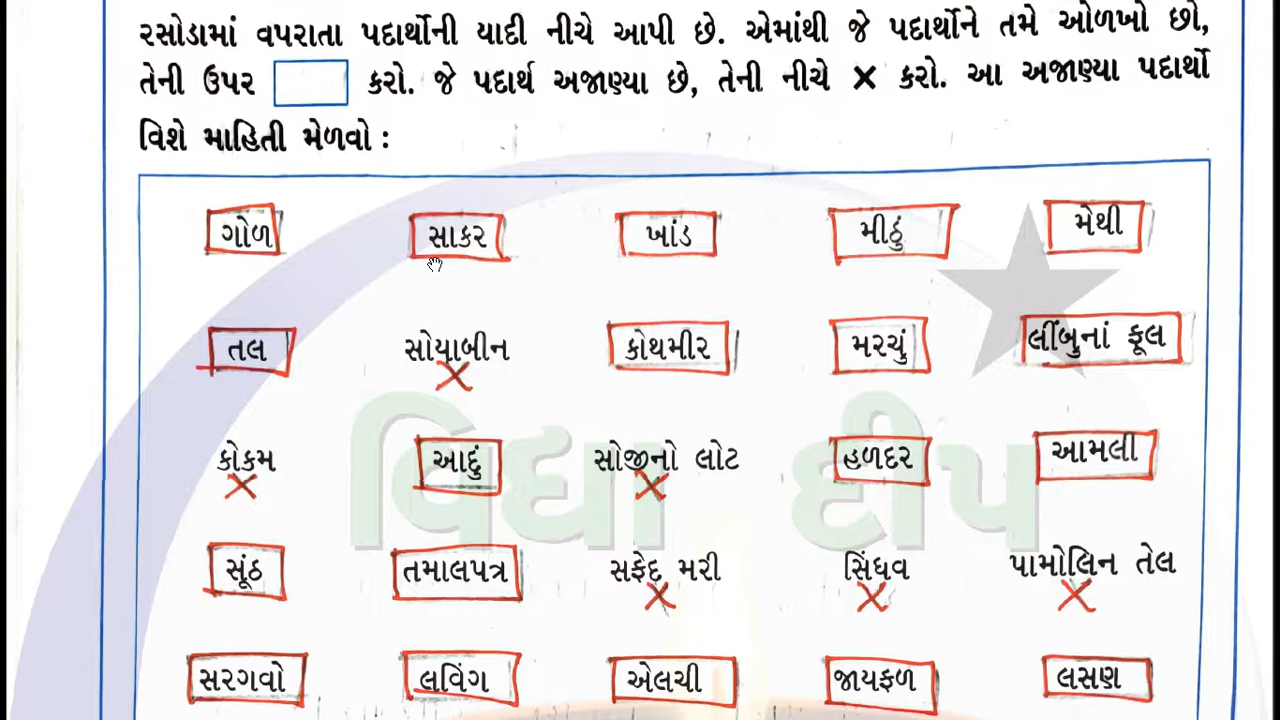 રસોડામાં વપરાતા પદાર્થોની યાદી નીચે આપી છે. એમાંથી જે પદાર્થોને તમે ઓળખો છો,
તેની ઉપર કરો. જે પદાર્થ અજાણ્યા છે, તેની નીચે ✕ કરો. આ અજાણ્યા પદાર્થો
વિશે માહિતી મેળવો :
ગોળ સાકર ખાંડ મીઠું મેથી
તલ સોયાબીન કોથમીર મરચું લીંબુનાં ફૂલ
કોકમ આદું સોજીનો લોટ હળદર આમલી
વિદ્યા દીપ
સૂંઠ તમાલપત્ર સફેદ મરી સિંધવ પામોલિન તેલ
સરગવો લવિંગ એલચી જાયફળ લસણ